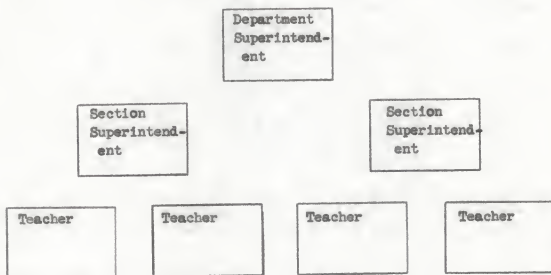 Department
Superintend-
ent
Section
Superintend-
ent
Section
Superintend-
ent
Teacher
Teacher
Teacher
Teacher